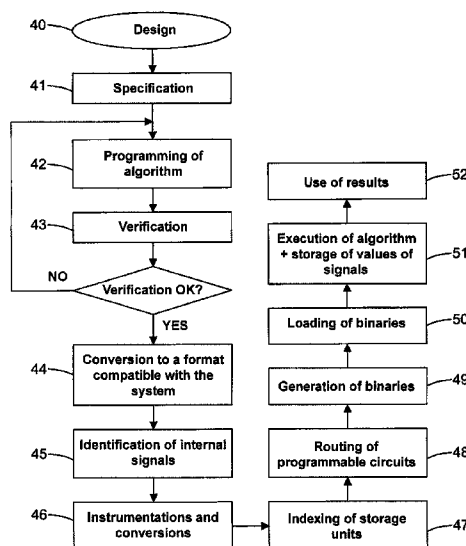 40
Design
41
Specification
42
Programming of
algorithm
43
Verification
NO
Verification OK?
YES
44
Conversion to a format
compatible with the
system
45
Identification of internal
signals
46
Instrumentations and
conversions
Indexing of storage
units
47
Routing of
programmable circuits
48
Generation of binaries
49
Loading of binaries
50
Execution of algorithm
+ storage of values of
signals
51
Use of results
52